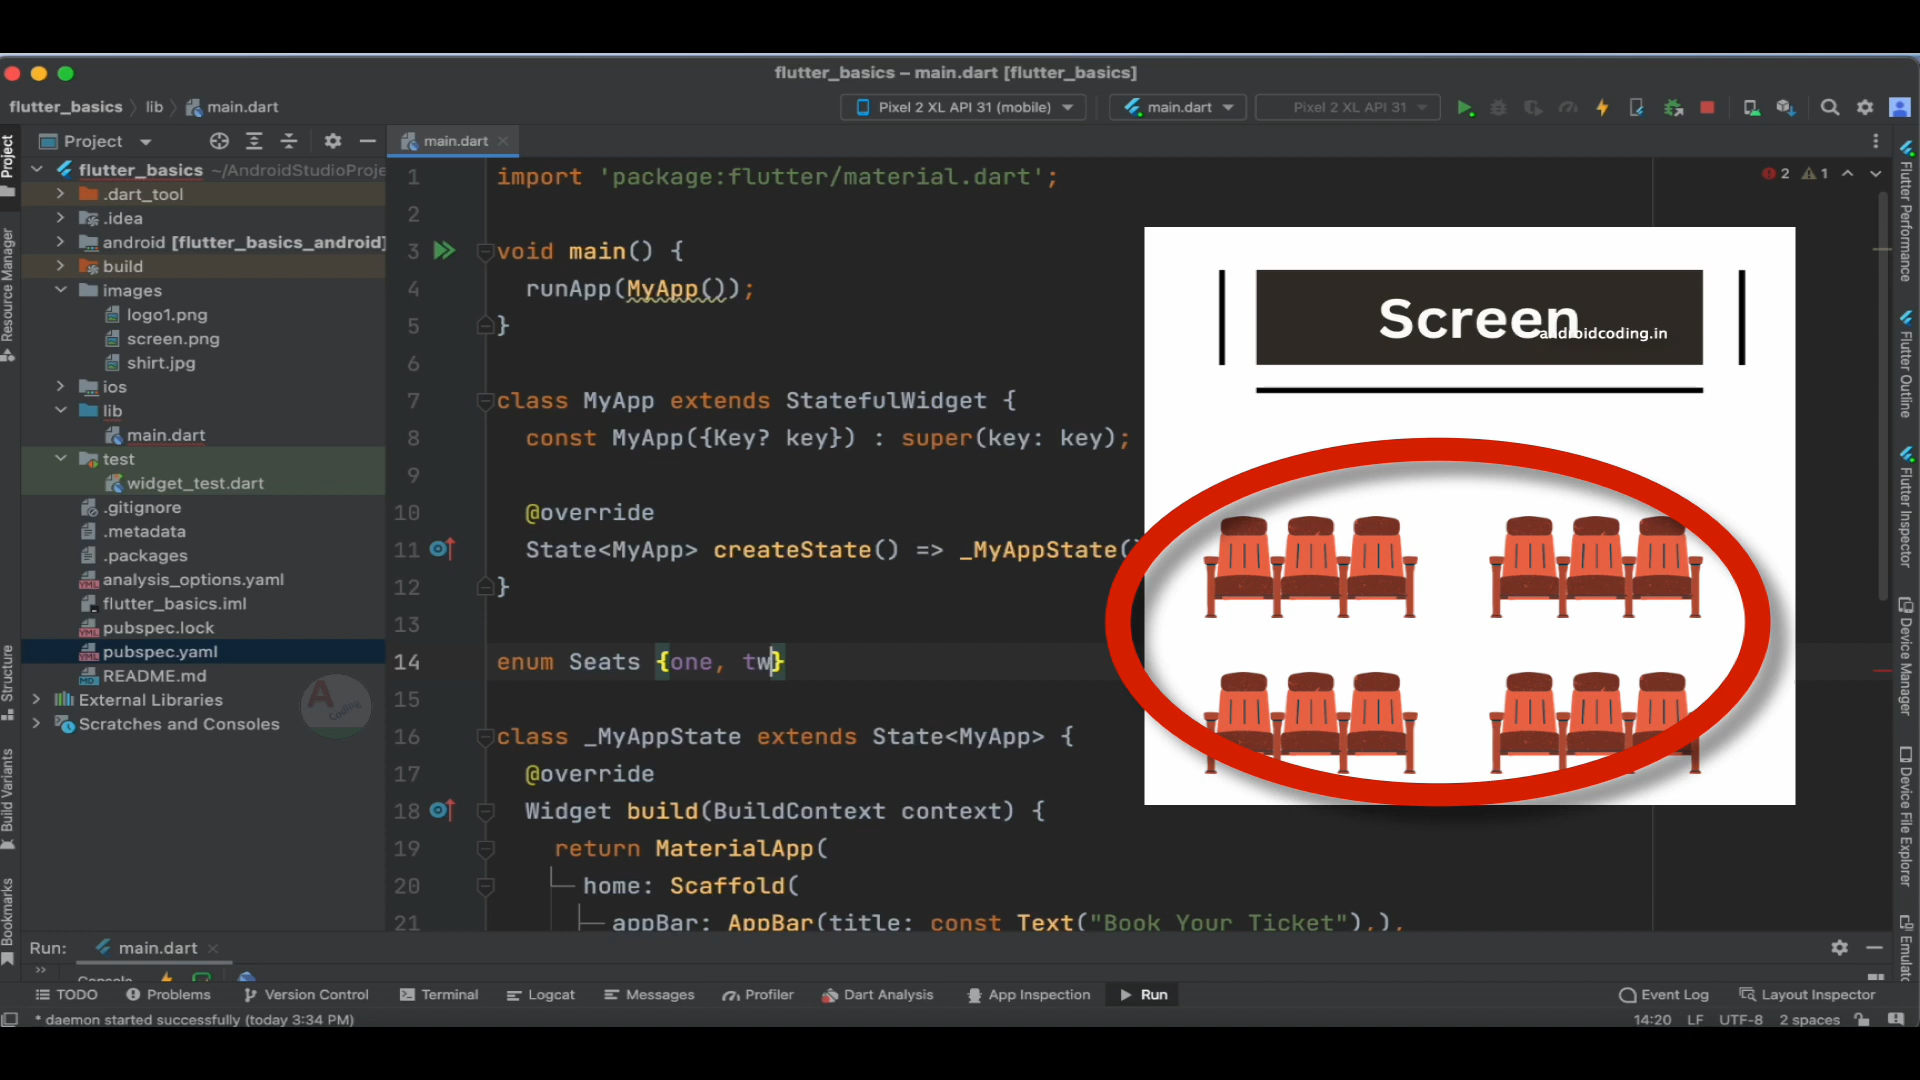 flutter_basics – main.dart [flutter_basics]
flutter_basics lib main.dart
Pixel 2 XL API 31 (mobile)
main.dart
Pixel 2 XL API 31
Project
main.dart
flutter_basics ~/AndroidStudioProje
.dart_tool
.idea
android [flutter_basics_android]
build
images
logo1.png
screen.png
shirt.jpg
ios
lib
main.dart
test
widget_test.dart
.gitignore
.metadata
.packages
analysis_options.yaml
flutter_basics.iml
pubspec.lock
pubspec.yaml
README.md
External Libraries
Scratches and Consoles
A
Coding
Project
Resource Manager
Structure
Build Variants
Bookmarks
1 import 'package:flutter/material.dart';
2
3 void main() {
4 runApp(MyApp());
5 }
6
7 class MyApp extends StatefulWidget {
8 const MyApp({Key? key}) : super(key: key);
9
10 @override
11 State<MyApp> createState() => _MyAppState()
12 }
13
14 enum Seats {one, tw}
15
16 class _MyAppState extends State<MyApp> {
17 @override
18 Widget build(BuildContext context) {
19 return MaterialApp(
20 home: Scaffold(
21 appBar: AppBar(title: const Text("Book Your Ticket"),),
2 1
Screen
androidcoding.in
Flutter Performance
Flutter Outline
Flutter Inspector
Device Manager
Device File Explorer
Emulato
Run: main.dart
Console
TODO Problems Version Control Terminal Logcat Messages Profiler Dart Analysis App Inspection Run Event Log Layout Inspector
* daemon started successfully (today 3:34 PM)
14:20 LF UTF-8 2 spaces